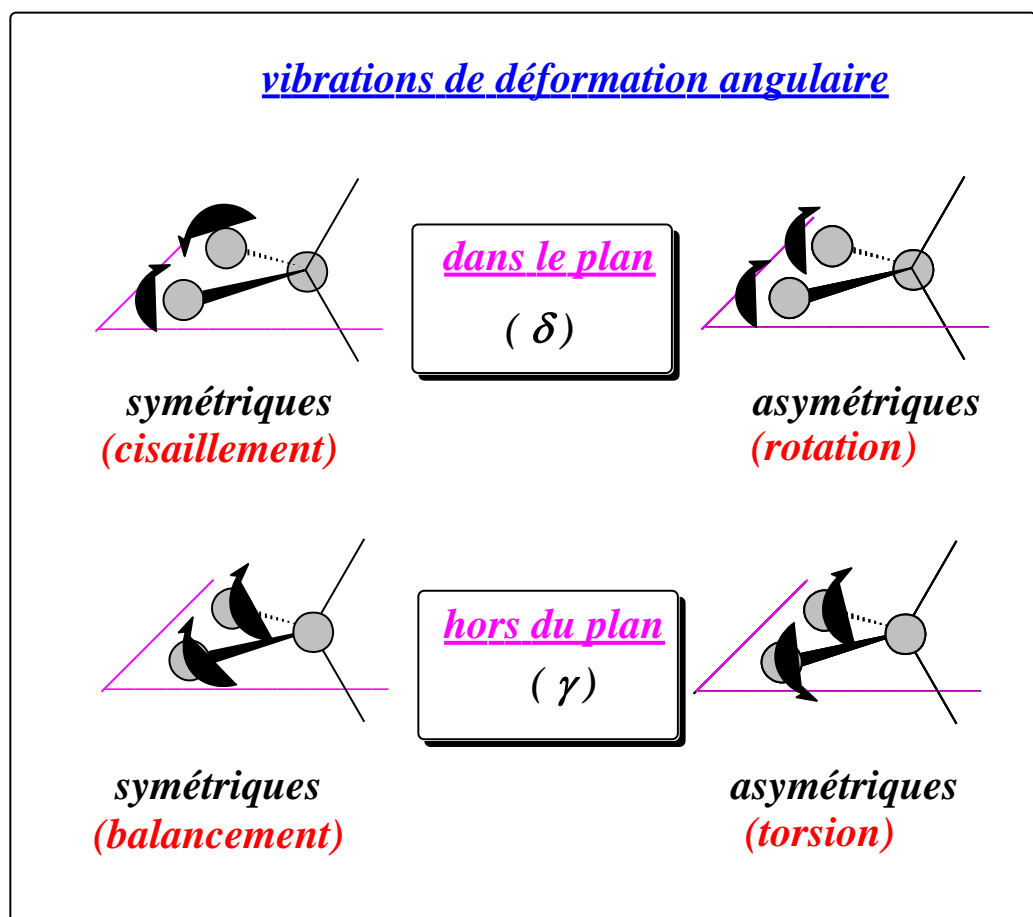 vibrations de déformation angulaire
dans le plan
( δ)
symétriques
(cisaillement)
asymétriques
(rotation)
hors du plan
( γ)
symétriques
(balancement)
asymétriques
(torsion)